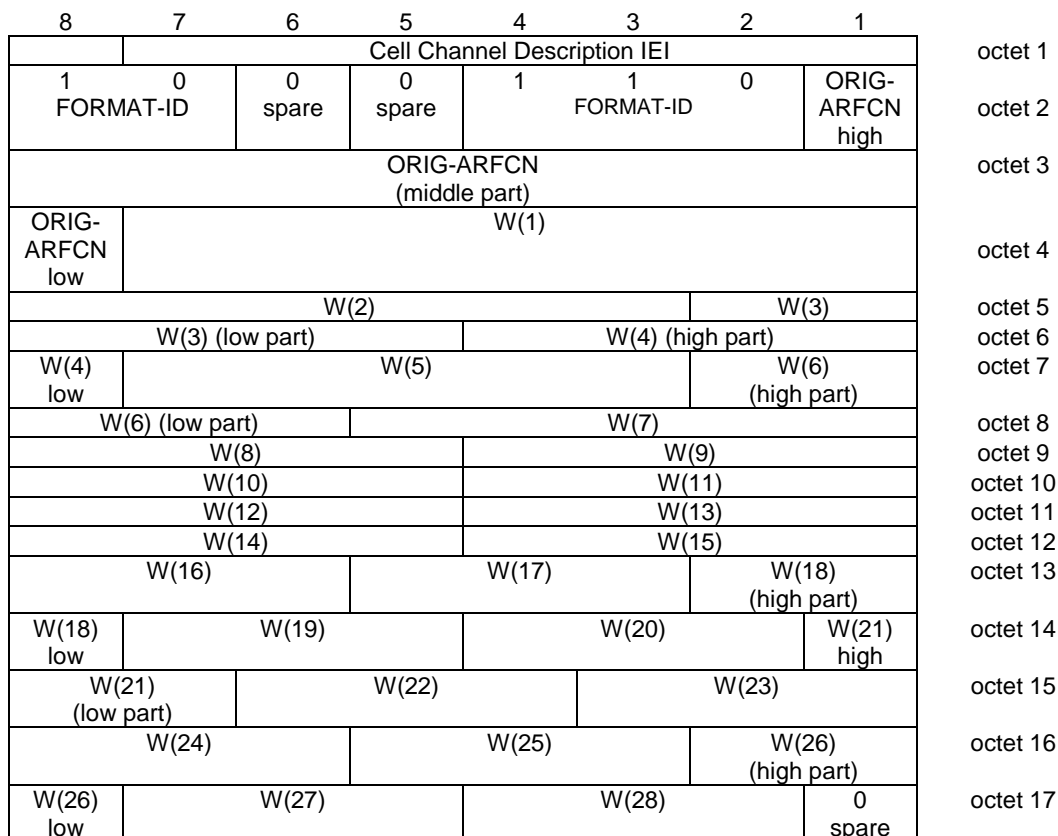 8 7 6 5 4 3 2 1
Cell Channel Description IEI octet 1
1 0 0 0 1 1 0 ORIG-
FORMAT-ID spare spare FORMAT-ID ARFCN octet 2
high
ORIG-ARFCN octet 3
(middle part)
ORIG- W(1)
ARFCN octet 4
low
W(2) W(3) octet 5
W(3) (low part) W(4) (high part) octet 6
W(4) W(5) W(6) octet 7
low (high part)
W(6) (low part) W(7) octet 8
W(8) W(9) octet 9
W(10) W(11) octet 10
W(12) W(13) octet 11
W(14) W(15) octet 12
W(16) W(17) W(18) octet 13
(high part)
W(18) W(19) W(20) W(21) octet 14
low high
W(21) W(22) W(23) octet 15
(low part)
W(24) W(25) W(26) octet 16
(high part)
W(26) W(27) W(28) 0 octet 17
low spare